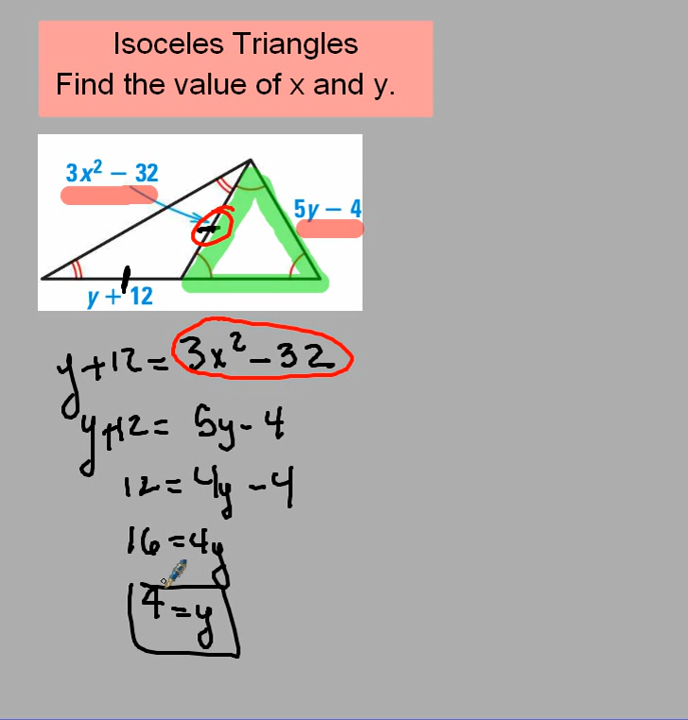 Isoceles Triangles
Find the value of x and y.
3x² – 32
5y – 4
y + 12
y+12 = 3x²–32
y+12 = 5y–4
12 = 4y –4
16 = 4y
4 = y